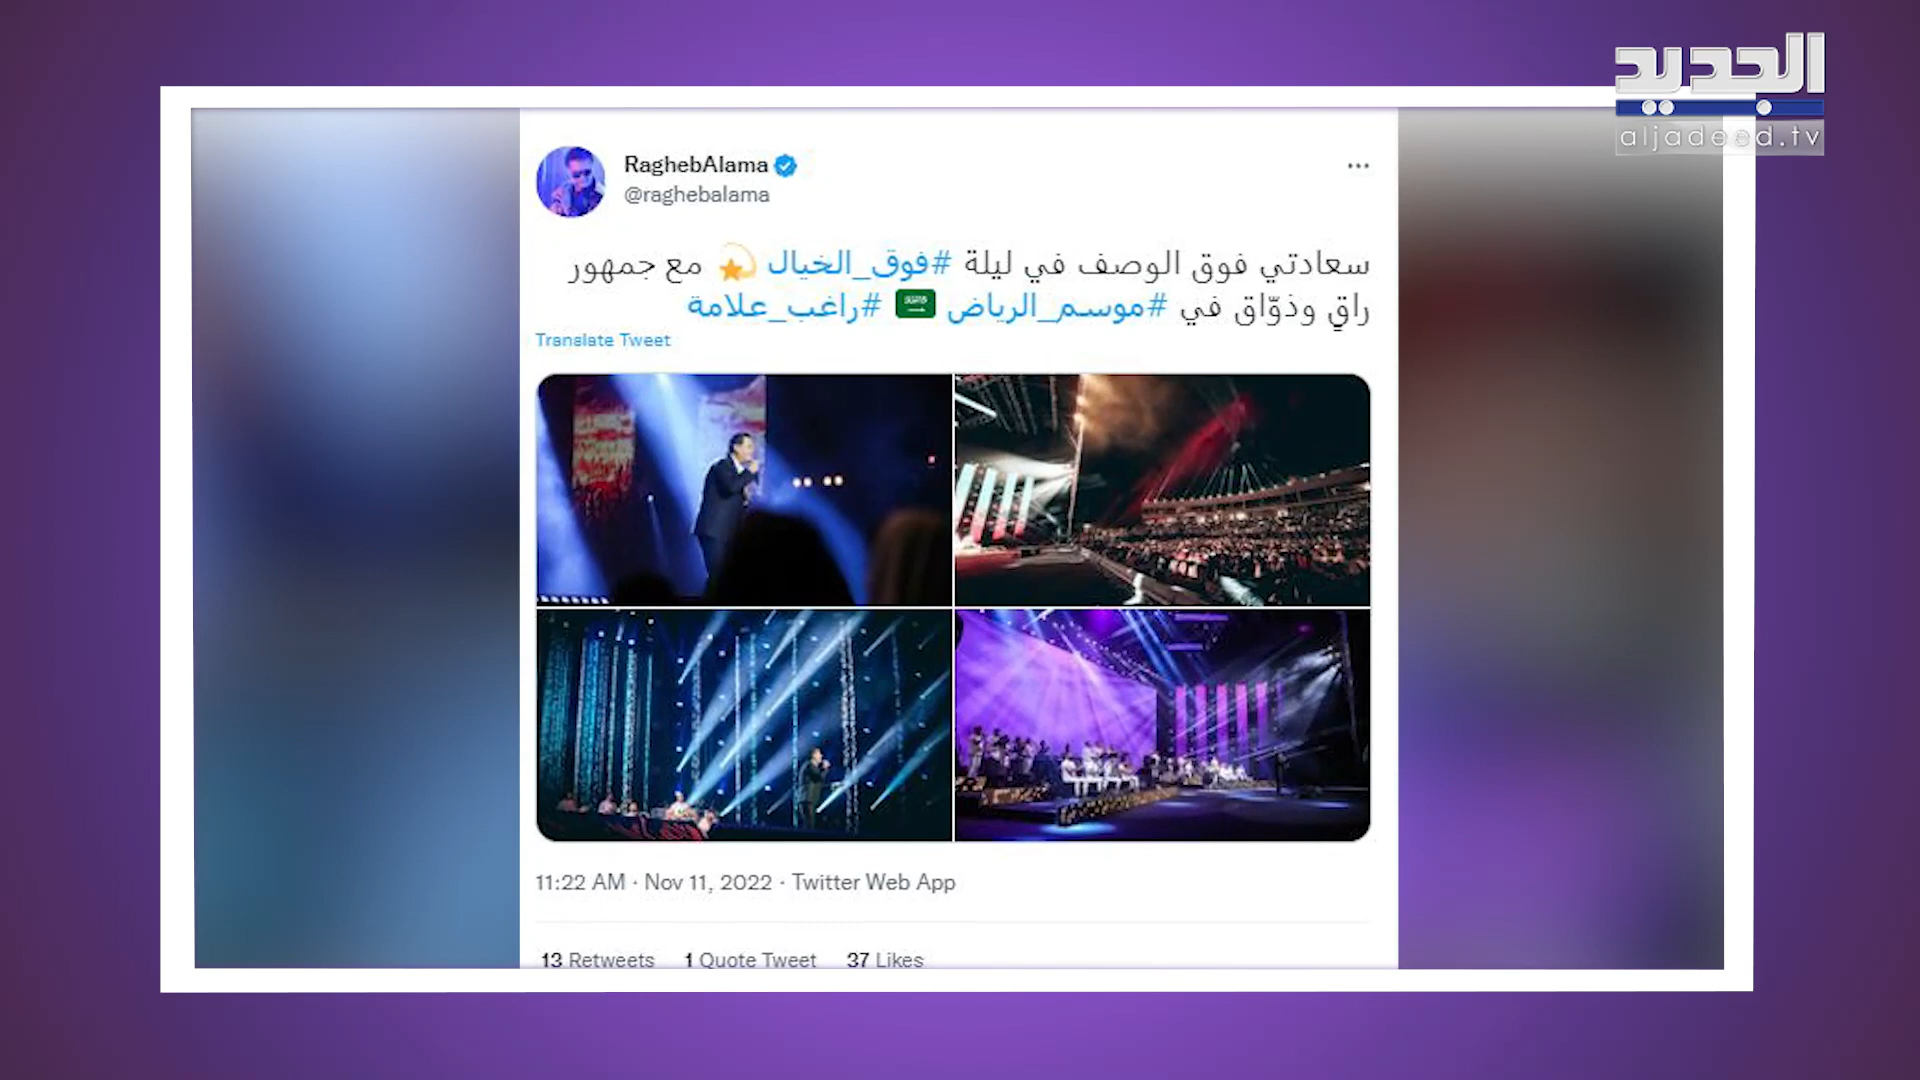 الجديد
aljadeed.tv
RaghebAlama
@raghebalama
سعادتي فوق الوصف في ليلة #فوق_الخيال 💫 مع جمهور
راقٍ وذوّاق في #موسم_الرياض 🇸🇦 #راغب_علامة
Translate Tweet
11:22 AM · Nov 11, 2022 · Twitter Web App
13 Retweets 1 Quote Tweet 37 Likes